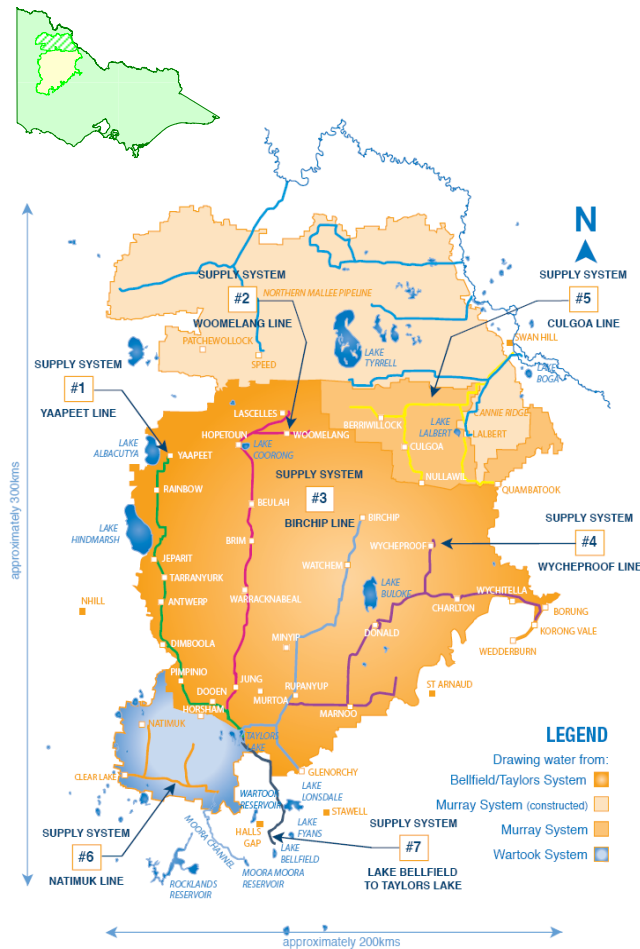 N
SUPPLY SYSTEM
#2
WOOMELANG LINE
NORTHERN MALLEE PIPELINE
SUPPLY SYSTEM
#5
CULGOA LINE
PATCHEWOLLOCK
SPEED
LAKE
TYRRELL
SWAN HILL
LAKE
BOGA
SUPPLY SYSTEM
#1
YAAPEET LINE
LASCELLES
HOPETOUN
WOOMELANG
LAKE
COORONG
BERRIWILLOCK
LAKE
LALBERT
ANNIE RIDGE
LALBERT
CULGOA
NULLAWIL
QUAMBATOOK
LAKE
ALBACUTYA
YAAPEET
RAINBOW
SUPPLY SYSTEM
#3
BIRCHIP LINE
BEULAH
BIRCHIP
LAKE
HINDMARSH
BRIM
WYCHEPROOF
SUPPLY SYSTEM
#4
WYCHEPROOF LINE
JEPARIT
TARRANYURK
WATCHEM
LAKE
BULOKE
NHILL
ANTWERP
WARRACKNABEAL
CHARLTON
WYCHITELLA
BORUNG
KORONG VALE
WEDDERBURN
DIMBOOLA
MINYIP
DONALD
PIMPINIO
DOOEN
JUNG
MURTOA
RUPANYUP
ST ARNAUD
HORSHAM
MARNOO
NATIMUK
TAYLORS
LAKE
CLEAR LAKE
GLENORCHY
WARTOOK
RESERVOIR
LAKE
LONSDALE
STAWELL
HALLS
GAP
LAKE
FYANS
LAKE
BELLFIELD
MOORA CHANNEL
MOORA MOORA
RESERVOIR
ROCKLANDS
RESERVOIR
SUPPLY SYSTEM
#6
NATIMUK LINE
SUPPLY SYSTEM
#7
LAKE BELLFIELD
TO TAYLORS LAKE
LEGEND
Drawing water from:
Bellfield/Taylors System
Murray System (constructed)
Murray System
Wartook System
approximately 300kms
approximately 200kms